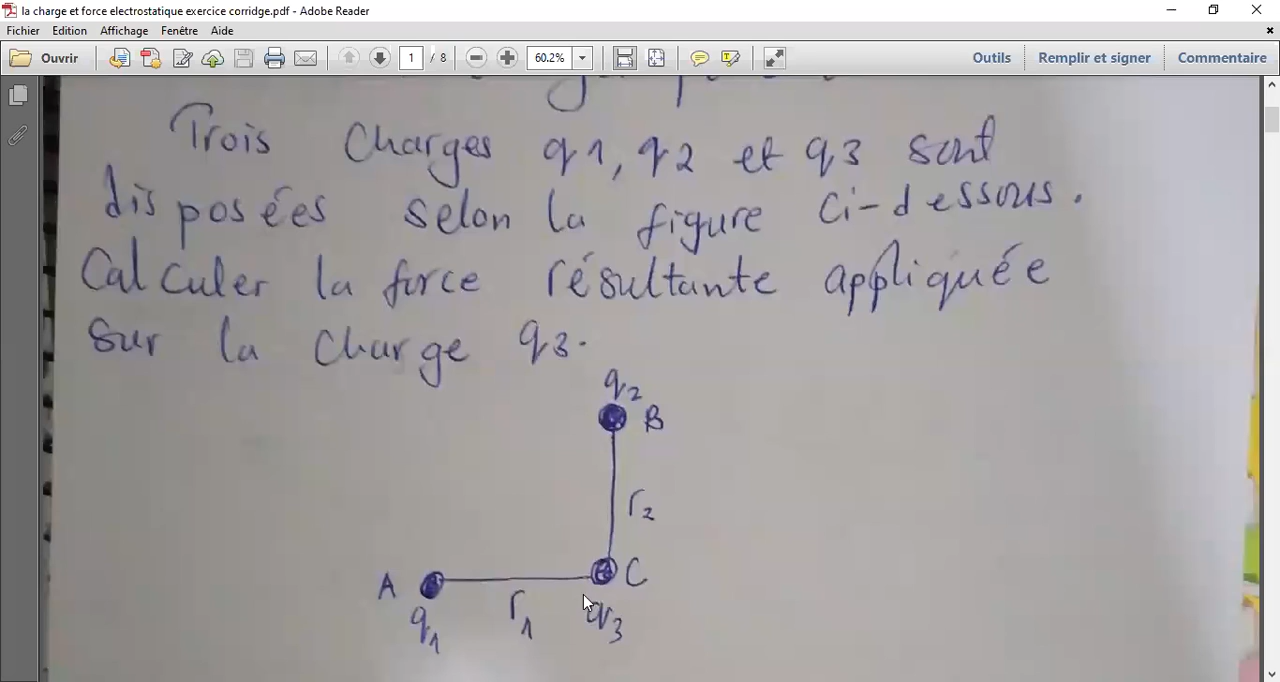 la charge et force electrostatique exercice corridge.pdf - Adobe Reader
Fichier Edition Affichage Fenêtre Aide
Ouvrir 1 / 8 60.2% Outils Remplir et signer Commentaire
Trois charges q1, q2 et q3 sont
disposées selon la figure ci-dessous.
Calculer la force résultante appliquée
sur la charge q3.
q2
B
r2
A C
r1
q1 q3